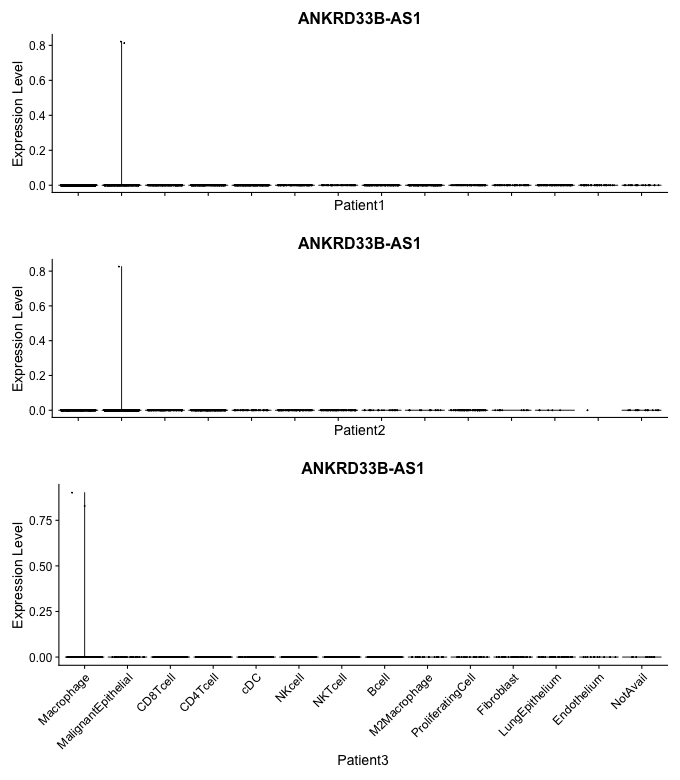 ANKRD33B-AS1
Expression Level
0.8
0.6
0.4
0.2
0.0
Patient1
ANKRD33B-AS1
Expression Level
0.8
0.6
0.4
0.2
0.0
Patient2
ANKRD33B-AS1
Expression Level
0.75
0.50
0.25
0.00
Macrophage
MalignantEpithelial
CD8Tcell
CD4Tcell
cDC
NKcell
NKTcell
Bcell
M2Macrophage
ProliferatingCell
Fibroblast
LungEpithelium
Endothelium
NotAvail
Patient3